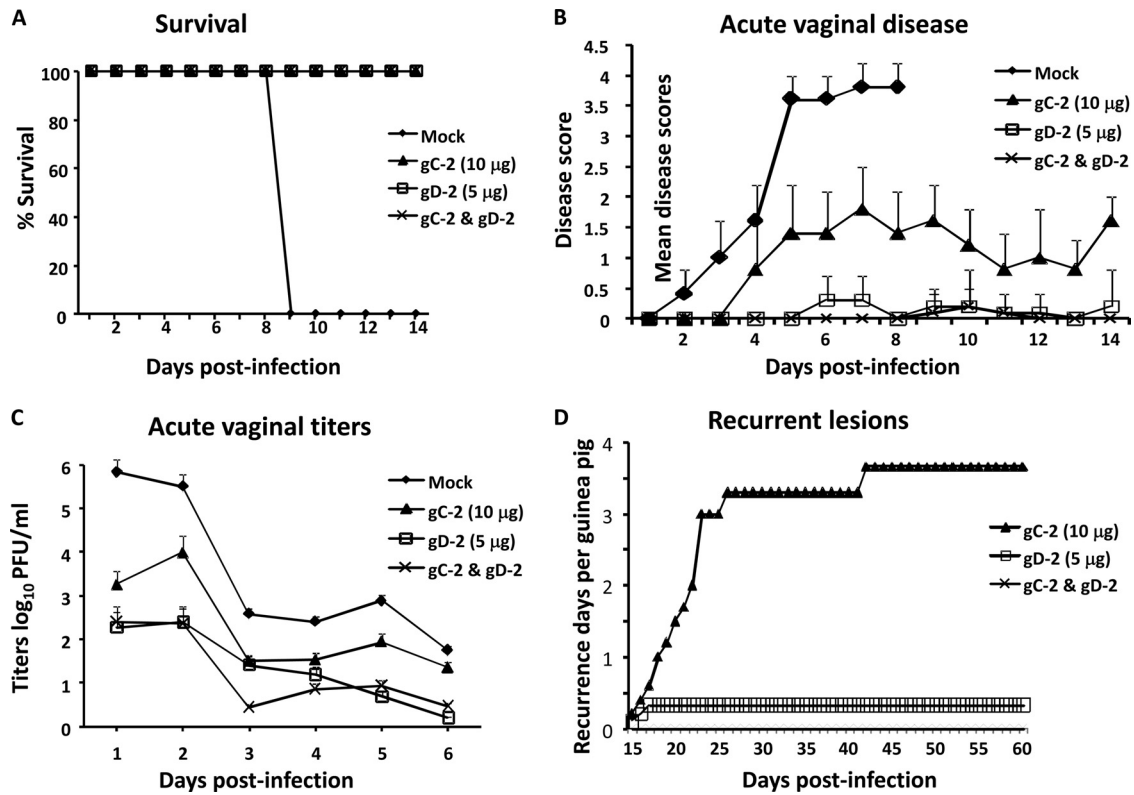 A
Survival
% Survival
100
80
60
40
20
0
2 4 6 8 10 12 14
Days post-infection
Mock
gC-2 (10 µg)
gD-2 (5 µg)
gC-2 & gD-2
B
Acute vaginal disease
Disease score
Mean disease scores
4.5
4
3.5
3
2.5
2
1.5
1
0.5
0
2 4 6 8 10 12 14
Days post-infection
Mock
gC-2 (10 µg)
gD-2 (5 µg)
gC-2 & gD-2
C
Acute vaginal titers
Titers log10 PFU/ml
6
5
4
3
2
1
0
1 2 3 4 5 6
Days post-infection
Mock
gC-2 (10 µg)
gD-2 (5 µg)
gC-2 & gD-2
D
Recurrent lesions
Recurrence days per guinea pig
4
3
2
1
0
15 20 25 30 35 40 45 50 55 60
Days post-infection
gC-2 (10 µg)
gD-2 (5 µg)
gC-2 & gD-2